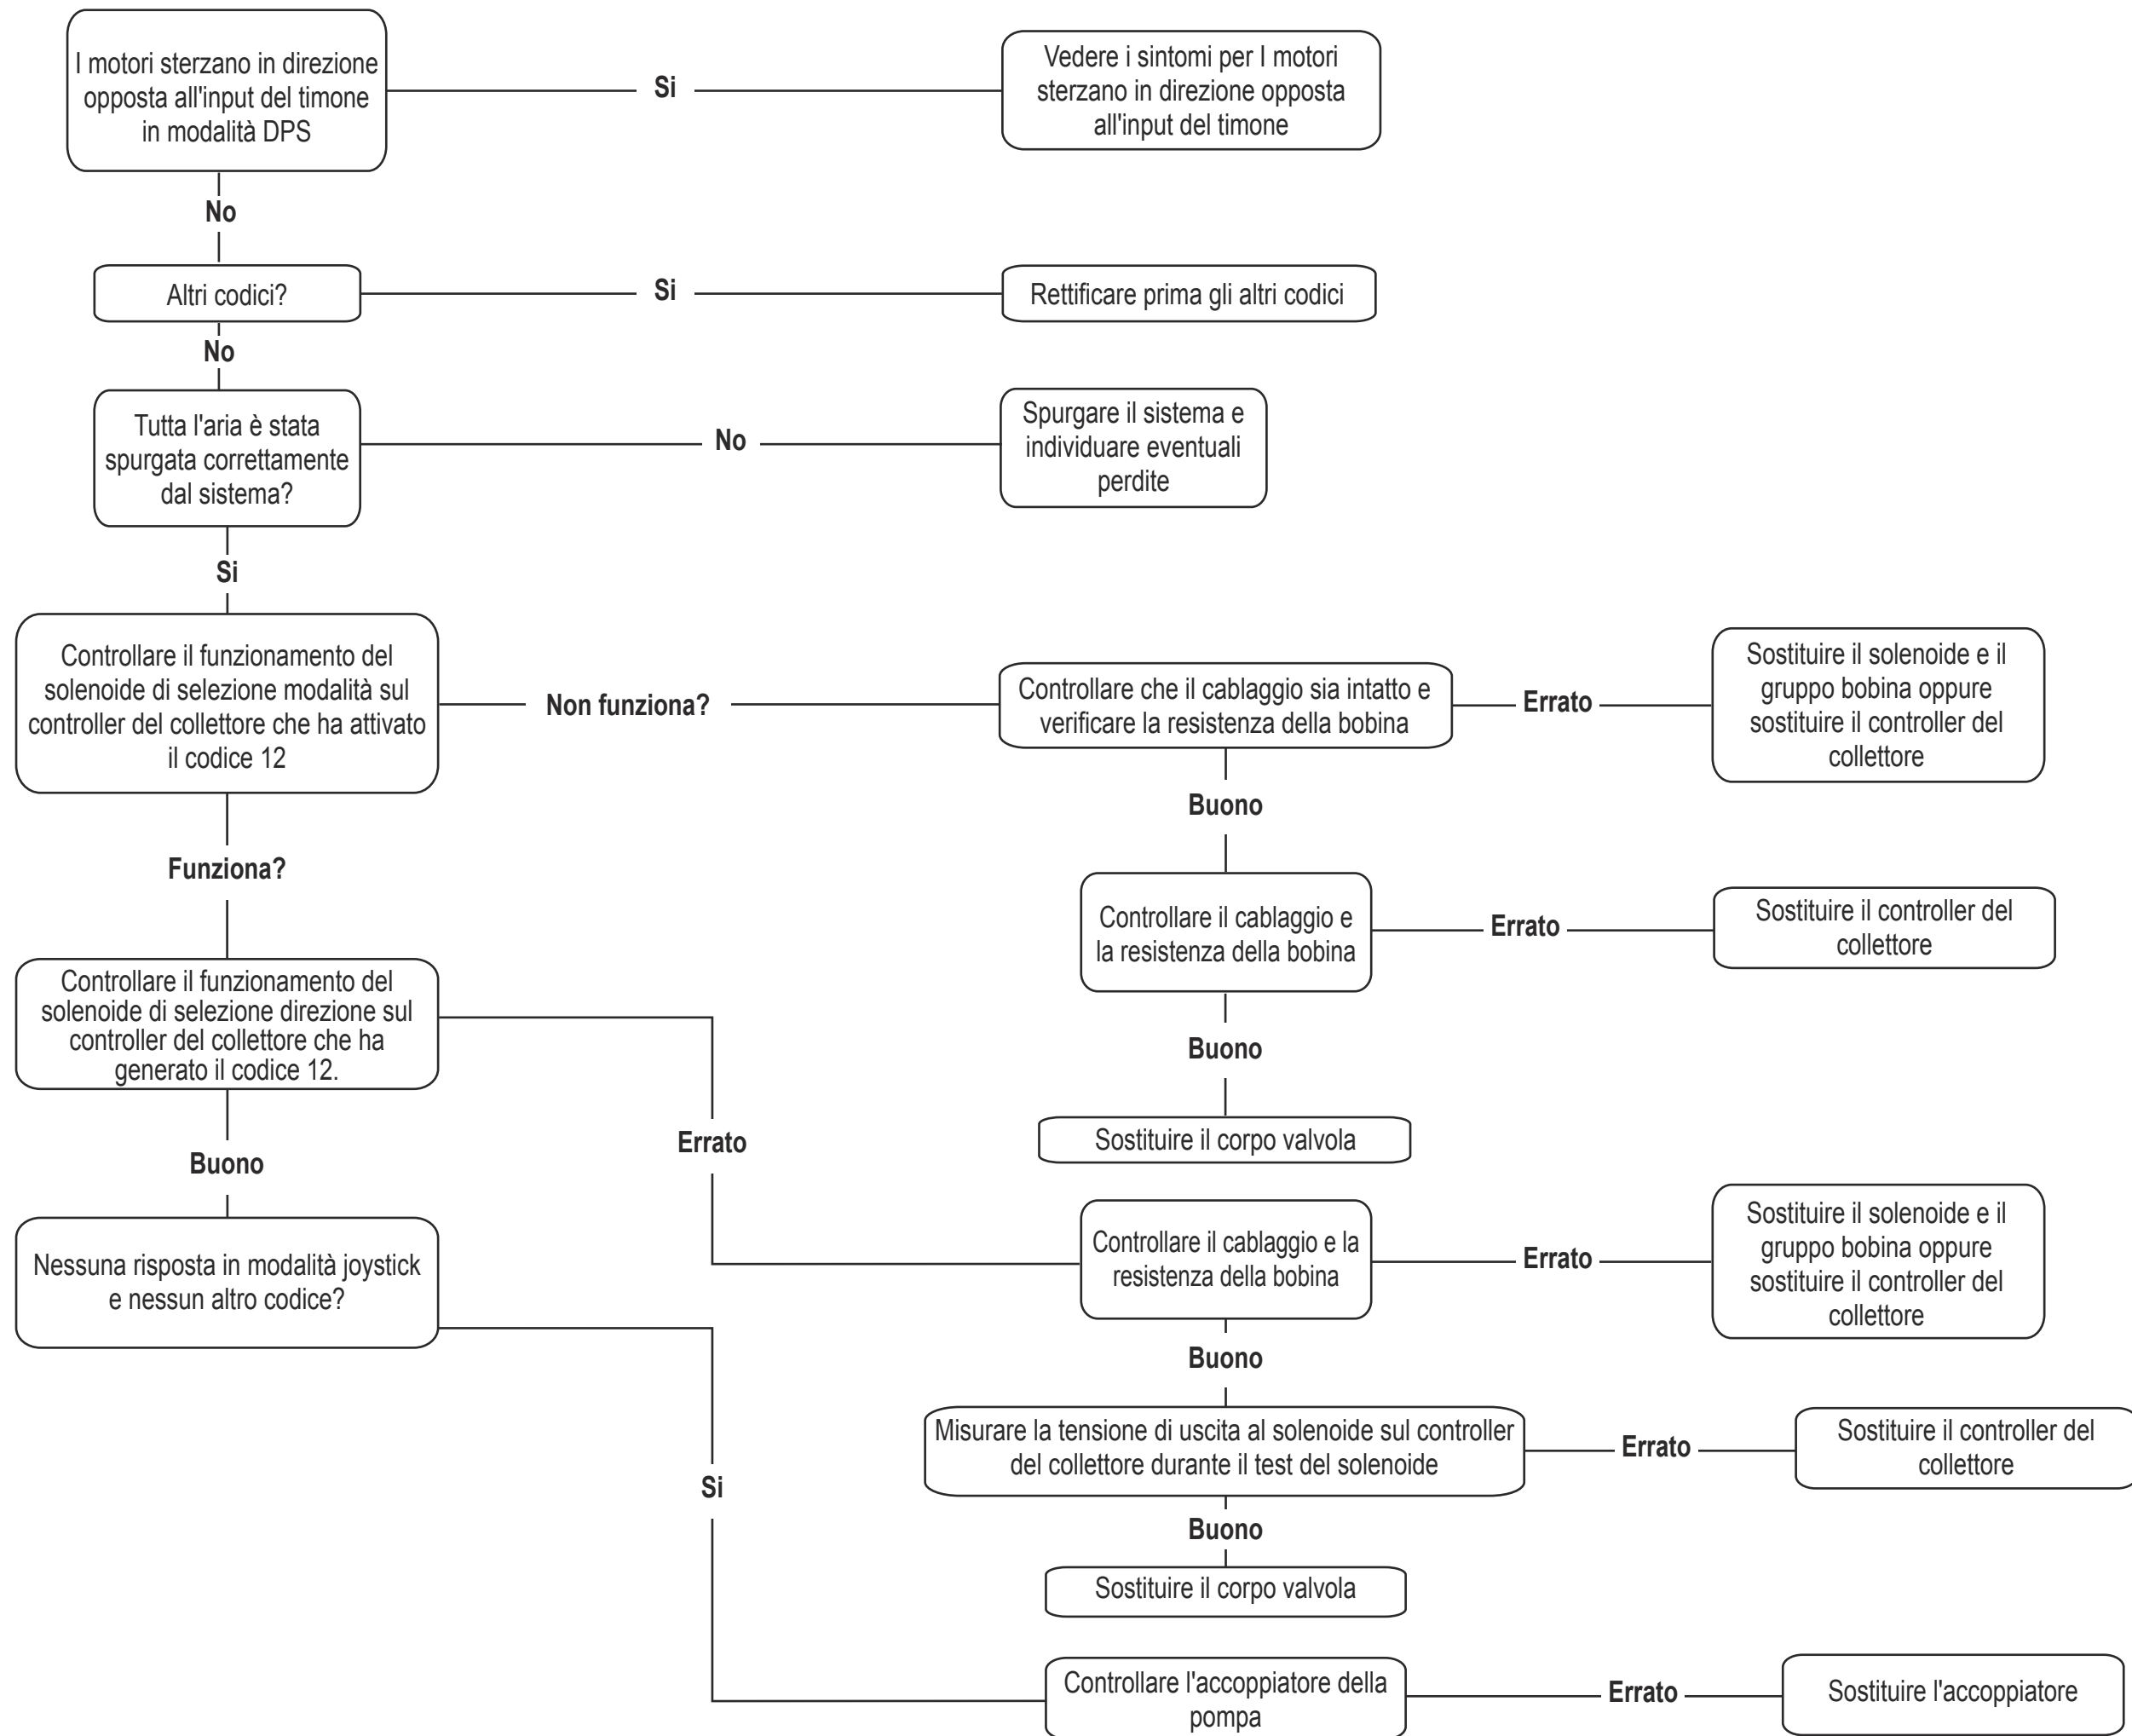 I motori sterzano in direzione
opposta all'input del timone
in modalità DPS
Si
Vedere i sintomi per I motori
sterzano in direzione opposta
all'input del timone
No
Altri codici?
Si
Rettificare prima gli altri codici
No
Tutta l'aria è stata
spurgata correttamente
dal sistema?
No
Spurgare il sistema e
individuare eventuali
perdite
Si
Controllare il funzionamento del
solenoide di selezione modalità sul
controller del collettore che ha attivato
il codice 12
Non funziona?
Controllare che il cablaggio sia intatto e
verificare la resistenza della bobina
Errato
Sostituire il solenoide e il
gruppo bobina oppure
sostituire il controller del
collettore
Buono
Funziona?
Controllare il cablaggio e
la resistenza della bobina
Errato
Sostituire il controller del
collettore
Controllare il funzionamento del
solenoide di selezione direzione sul
controller del collettore che ha
generato il codice 12.
Buono
Errato
Sostituire il corpo valvola
Buono
Nessuna risposta in modalità joystick
e nessun altro codice?
Controllare il cablaggio e la
resistenza della bobina
Errato
Sostituire il solenoide e il
gruppo bobina oppure
sostituire il controller del
collettore
Buono
Misurare la tensione di uscita al solenoide sul controller
del collettore durante il test del solenoide
Errato
Sostituire il controller del
collettore
Si
Buono
Sostituire il corpo valvola
Controllare l'accoppiatore della
pompa
Errato
Sostituire l'accoppiatore